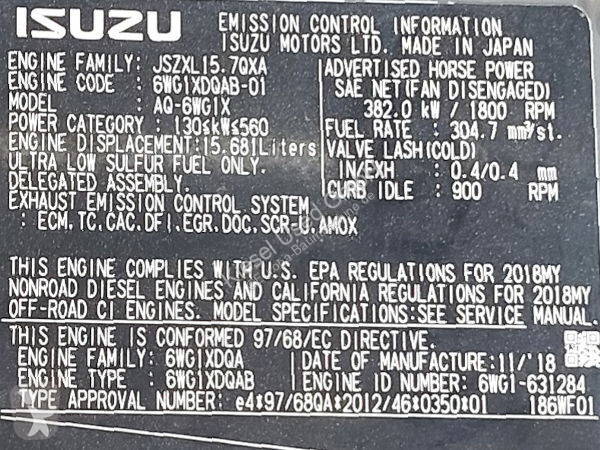 ISUZU
EMISSION CONTROL INFORMATION
ISUZU MOTORS LTD. MADE IN JAPAN
ENGINE FAMILY: JSZXL15.7QXA
ENGINE CODE : 6WG1XDQAB-01
MODEL : AQ-6WG1X
POWER CATEGORY : 130≤kW≤560
ENGINE DISPLACEMENT:15.681Liters
ULTRA LOW SULFUR FUEL ONLY.
DELEGATED ASSEMBLY.
EXHAUST EMISSION CONTROL SYSTEM
: ECM,TC,CAC,DFI,EGR,DOC,SCR-U,AMOX
ADVERTISED HORSE POWER
SAE NET(FAN DISENGAGED)
382.0 kW / 1800 RPM
FUEL RATE : 304.7 mm³/st.
VALVE LASH(COLD)
IN/EXH : 0.4/0.4 mm
CURB IDLE : 900 RPM
THIS ENGINE COMPLIES WITH U.S. EPA REGULATIONS FOR 2018MY
NONROAD DIESEL ENGINES AND CALIFORNIA REGULATIONS FOR 2018MY
OFF-ROAD CI ENGINES. MODEL SPECIFICATIONS:SEE SERVICE MANUAL.
THIS ENGINE IS CONFORMED 97/68/EC DIRECTIVE.
ENGINE FAMILY: 6WG1XDQA
DATE OF MANUFACTURE:11/'18
ENGINE TYPE : 6WG1XDQAB
ENGINE ID NUMBER: 6WG1-631284
TYPE APPROVAL NUMBER: e4*97/68QA*2012/46*0350*01
186WF01